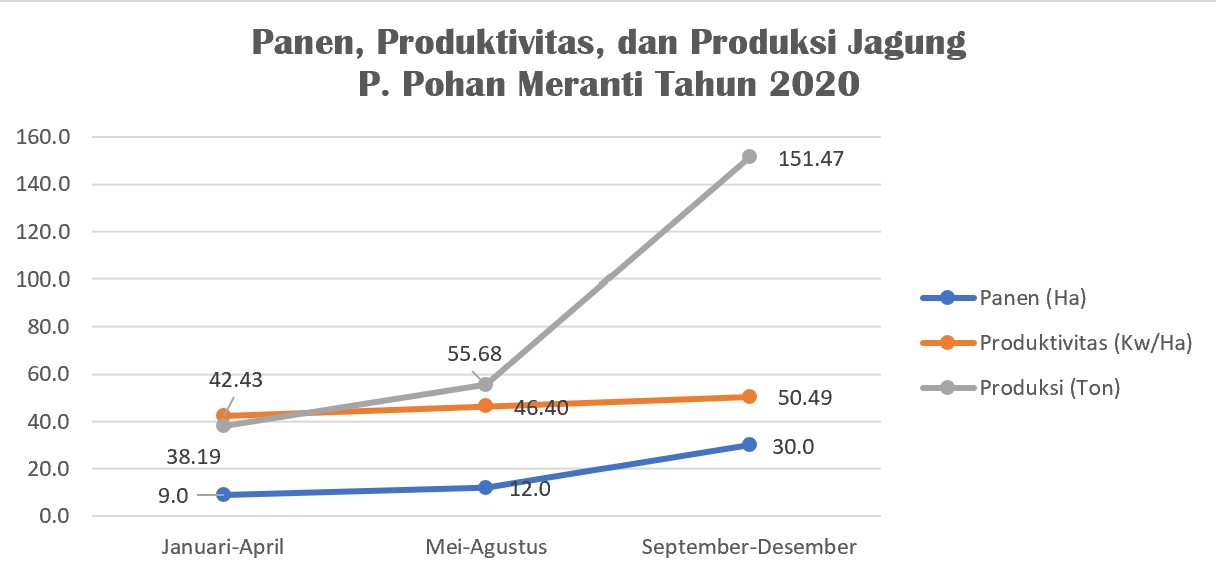 Panen, Produktivitas, dan Produksi Jagung
P. Pohan Meranti Tahun 2020
160.0
140.0
120.0
100.0
80.0
60.0
40.0
20.0
0.0
151.47
55.68
42.43
46.40
50.49
38.19
30.0
9.0
12.0
Januari-April
Mei-Agustus
September-Desember
Panen (Ha)
Produktivitas (Kw/Ha)
Produksi (Ton)